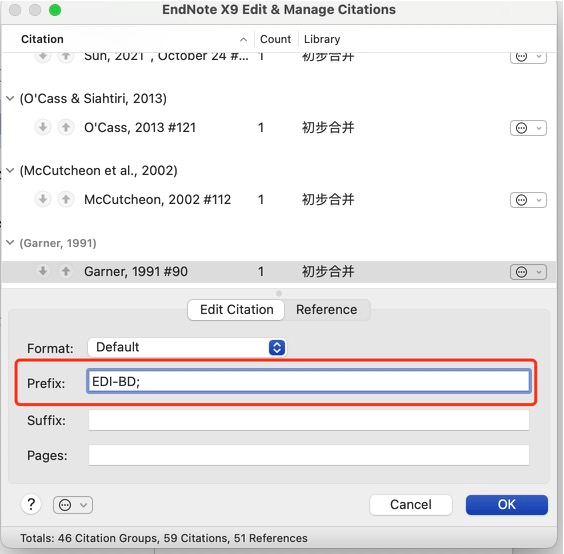 EndNote X9 Edit & Manage Citations
Citation Count Library
Sun, 2021 , October 24 #... 1 初步合并
(O'Cass & Siahtiri, 2013)
O'Cass, 2013 #121 1 初步合并
(McCutcheon et al., 2002)
McCutcheon, 2002 #112 1 初步合并
(Garner, 1991)
Garner, 1991 #90 1 初步合并
Edit Citation Reference
Format: Default
Prefix: EDI-BD;
Suffix:
Pages:
? Cancel OK
Totals: 46 Citation Groups, 59 Citations, 51 References